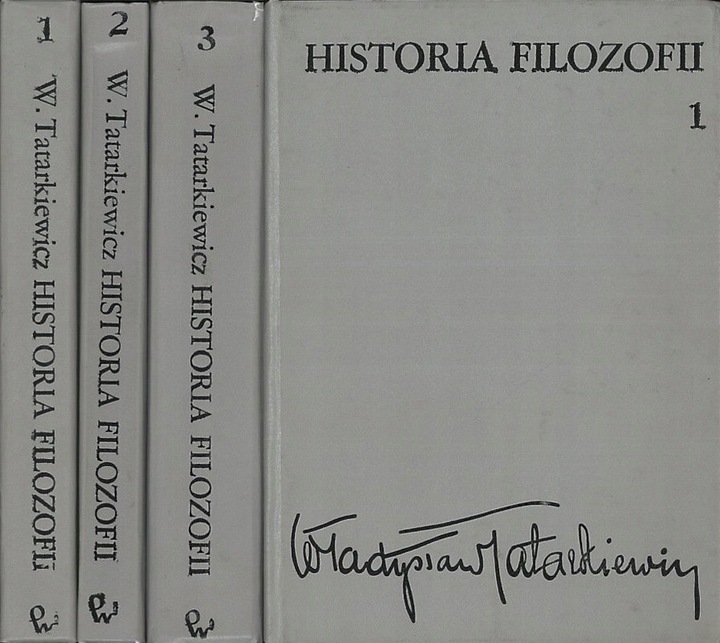 1
W. Tatarkiewicz HISTORIA FILOZOFII
2
W. Tatarkiewicz HISTORIA FILOZOFII
3
W. Tatarkiewicz HISTORIA FILOZOFII
HISTORIA FILOZOFII
1
Władysław Tatarkiewicz